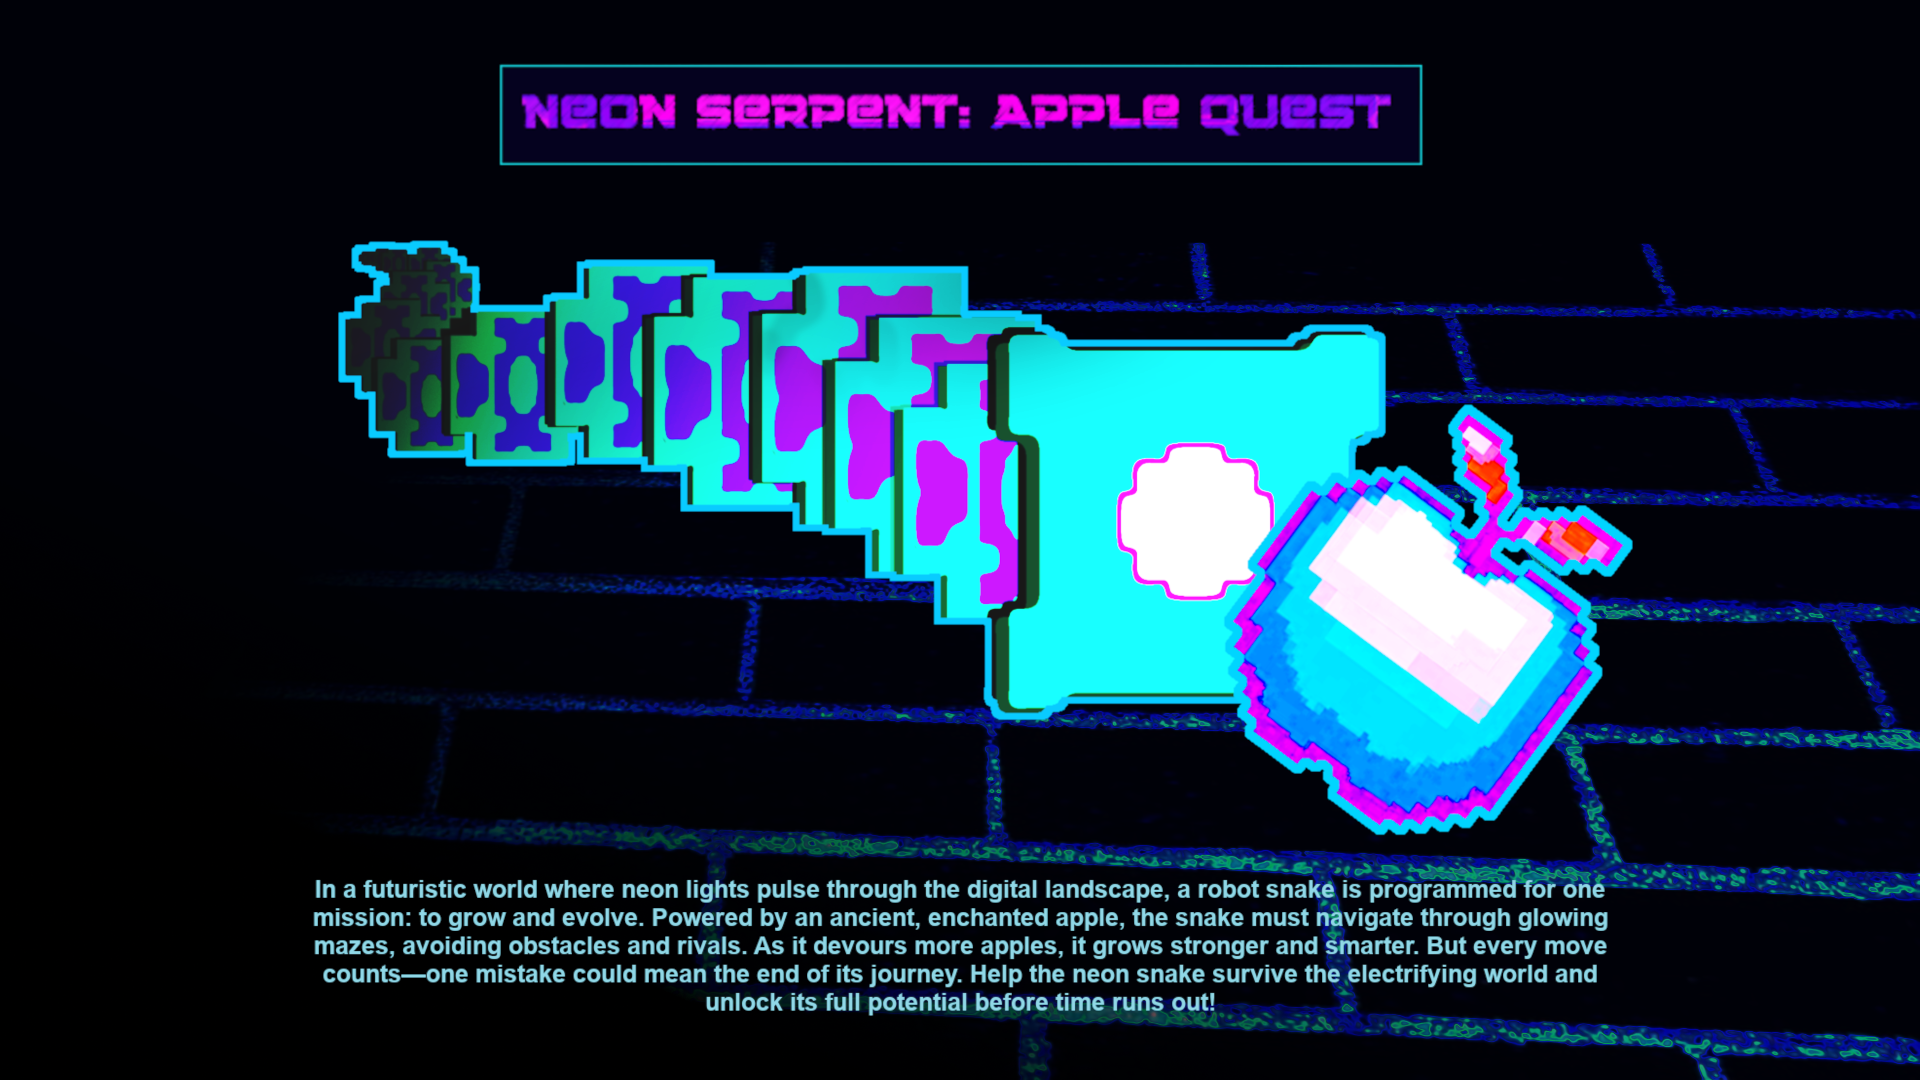 NEON SERPENT: APPLE QUEST
In a futuristic world where neon lights pulse through the digital landscape, a robot snake is programmed for one
mission: to grow and evolve. Powered by an ancient, enchanted apple, the snake must navigate through glowing
mazes, avoiding obstacles and rivals. As it devours more apples, it grows stronger and smarter. But every move
counts—one mistake could mean the end of its journey. Help the neon snake survive the electrifying world and
unlock its full potential before time runs out!